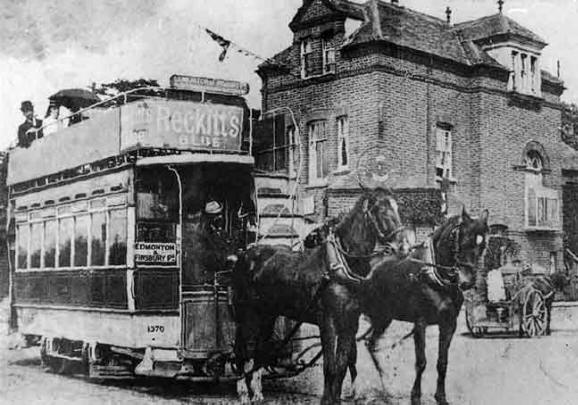 Reckitt's
BLUE
EDMONTON
&
FINSBURY PK
1370